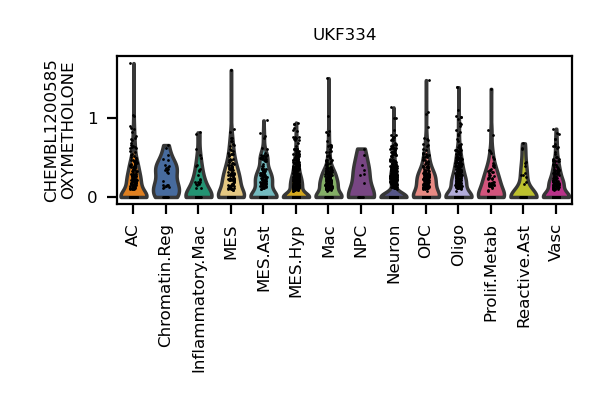 UKF334
CHEMBL1200585
OXYMETHOLONE
1
0
AC
Chromatin.Reg
Inflammatory.Mac
MES
MES.Ast
MES.Hyp
Mac
NPC
Neuron
OPC
Oligo
Prolif.Metab
Reactive.Ast
Vasc